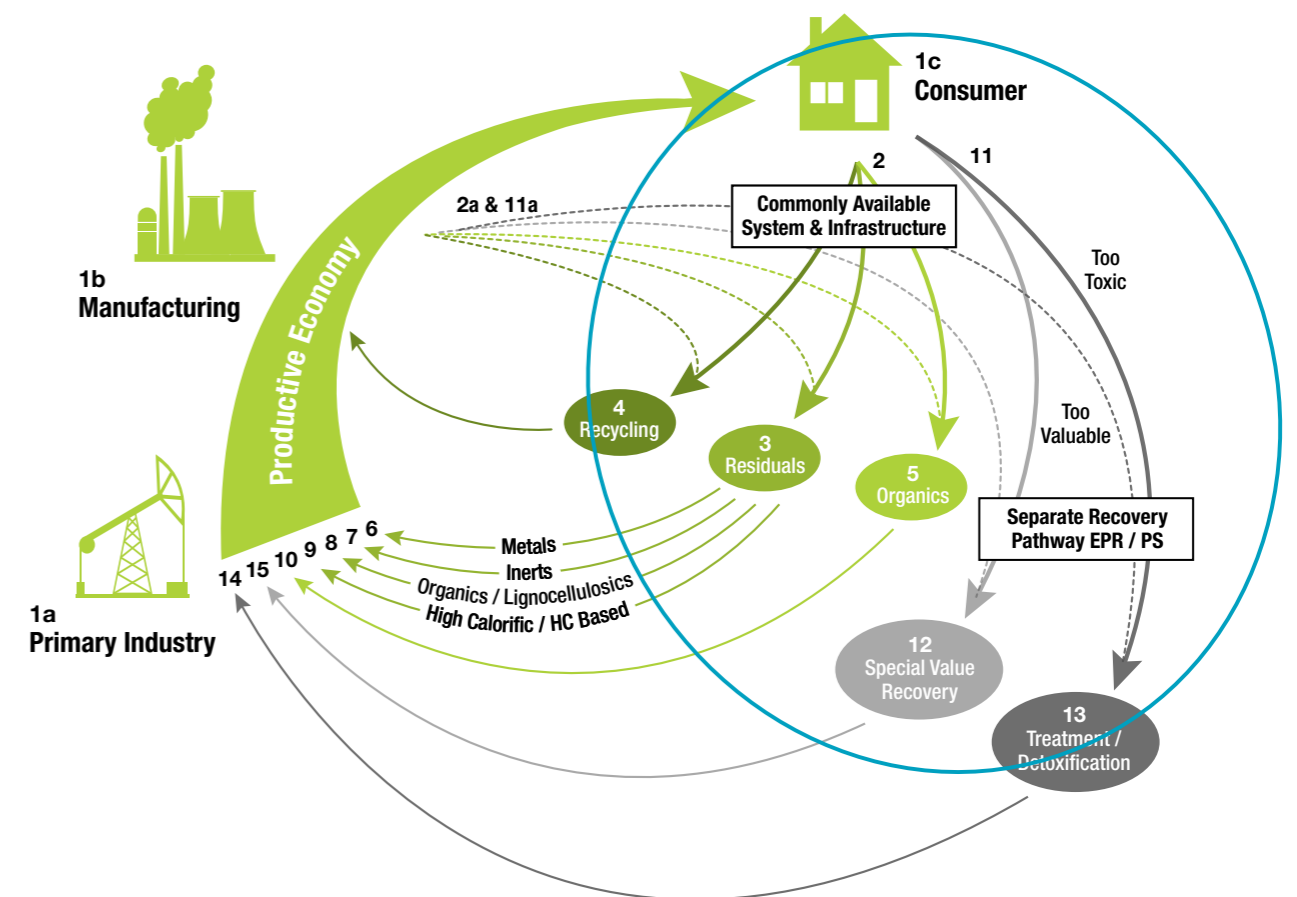 1c
Consumer
2
11
Commonly Available
System & Infrastructure
2a & 11a
Too
Toxic
1b
Manufacturing
Productive Economy
4
Recycling
3
Residuals
5
Organics
Too
Valuable
Separate Recovery
Pathway EPR / PS
6
7
8
9
10
15
14
Metals
Inerts
Organics / Lignocellulosics
High Calorific / HC Based
1a
Primary Industry
12
Special Value
Recovery
13
Treatment /
Detoxification